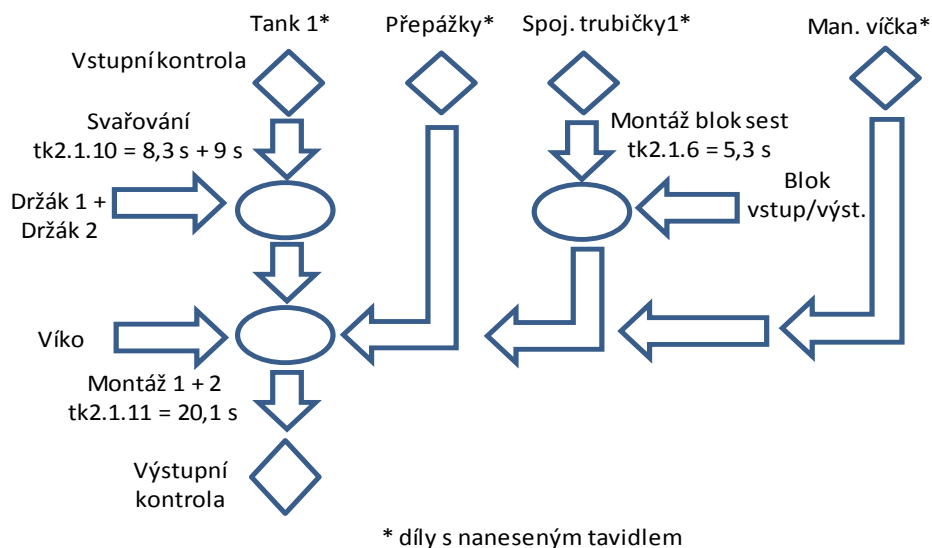 Tank 1*
Přepážky*
Spoj. trubičky1*
Man. víčka*
Vstupní kontrola
Svařování
tk2.1.10 = 8,3 s + 9 s
Montáž blok sest
tk2.1.6 = 5,3 s
Držák 1 +
Držák 2
Blok
vstup/výst.
Víko
Montáž 1 + 2
tk2.1.11 = 20,1 s
Výstupní
kontrola
* díly s naneseným tavidlem